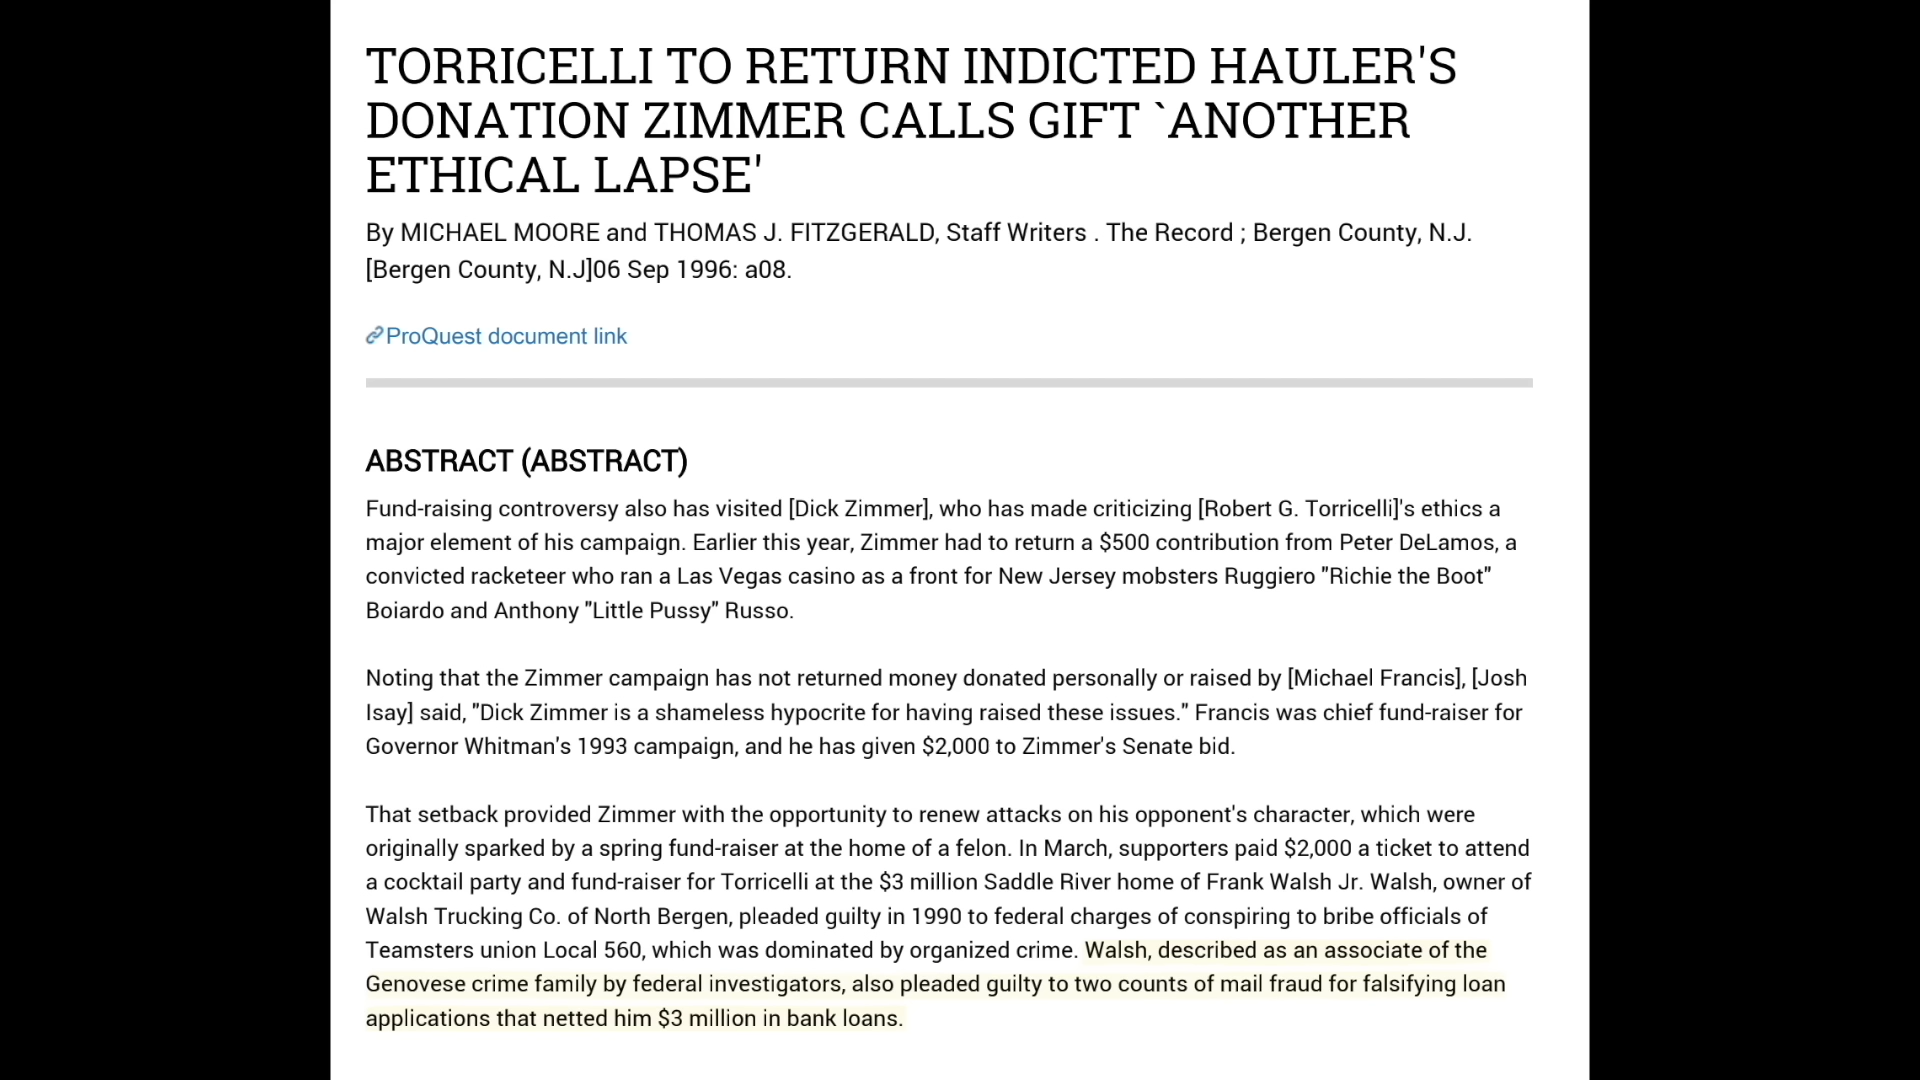 TORRICELLI TO RETURN INDICTED HAULER'S
DONATION ZIMMER CALLS GIFT `ANOTHER
ETHICAL LAPSE'
By MICHAEL MOORE and THOMAS J. FITZGERALD, Staff Writers . The Record ; Bergen County, N.J.
[Bergen County, N.J]06 Sep 1996: a08.
ProQuest document link
ABSTRACT (ABSTRACT)
Fund-raising controversy also has visited [Dick Zimmer], who has made criticizing [Robert G. Torricelli]'s ethics a
major element of his campaign. Earlier this year, Zimmer had to return a $500 contribution from Peter DeLamos, a
convicted racketeer who ran a Las Vegas casino as a front for New Jersey mobsters Ruggiero "Richie the Boot"
Boiardo and Anthony "Little Pussy" Russo.
Noting that the Zimmer campaign has not returned money donated personally or raised by [Michael Francis], [Josh
Isay] said, "Dick Zimmer is a shameless hypocrite for having raised these issues." Francis was chief fund-raiser for
Governor Whitman's 1993 campaign, and he has given $2,000 to Zimmer's Senate bid.
That setback provided Zimmer with the opportunity to renew attacks on his opponent's character, which were
originally sparked by a spring fund-raiser at the home of a felon. In March, supporters paid $2,000 a ticket to attend
a cocktail party and fund-raiser for Torricelli at the $3 million Saddle River home of Frank Walsh Jr. Walsh, owner of
Walsh Trucking Co. of North Bergen, pleaded guilty in 1990 to federal charges of conspiring to bribe officials of
Teamsters union Local 560, which was dominated by organized crime. Walsh, described as an associate of the
Genovese crime family by federal investigators, also pleaded guilty to two counts of mail fraud for falsifying loan
applications that netted him $3 million in bank loans.